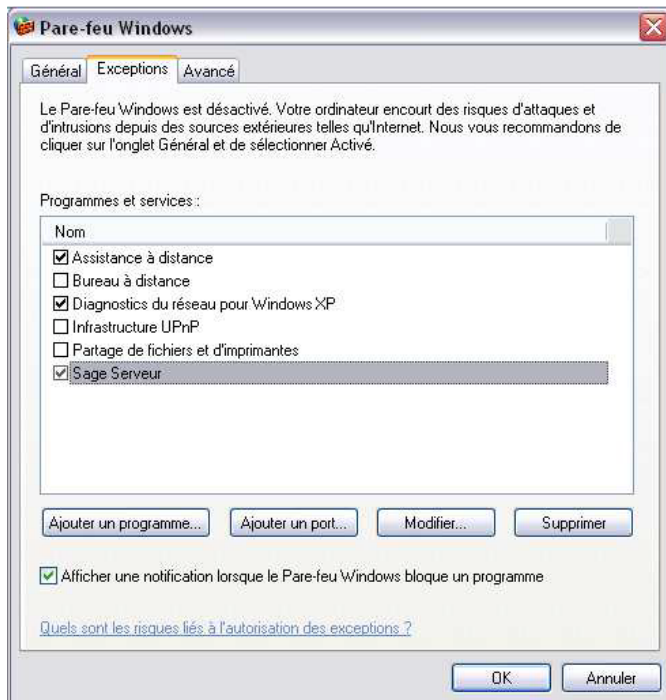 Pare-feu Windows
Général Exceptions Avancé
Le Pare-feu Windows est désactivé. Votre ordinateur encourt des risques d'attaques et
d'intrusions depuis des sources extérieures telles qu'Internet. Nous vous recommandons de
cliquer sur l'onglet Général et de sélectionner Activé.
Programmes et services :
Nom
Assistance à distance
Bureau à distance
Diagnostics du réseau pour Windows XP
Infrastructure UPnP
Partage de fichiers et d'imprimantes
Sage Serveur
Ajouter un programme... Ajouter un port... Modifier... Supprimer
Afficher une notification lorsque le Pare-feu Windows bloque un programme
Quels sont les risques liés à l'autorisation des exceptions ?
OK Annuler